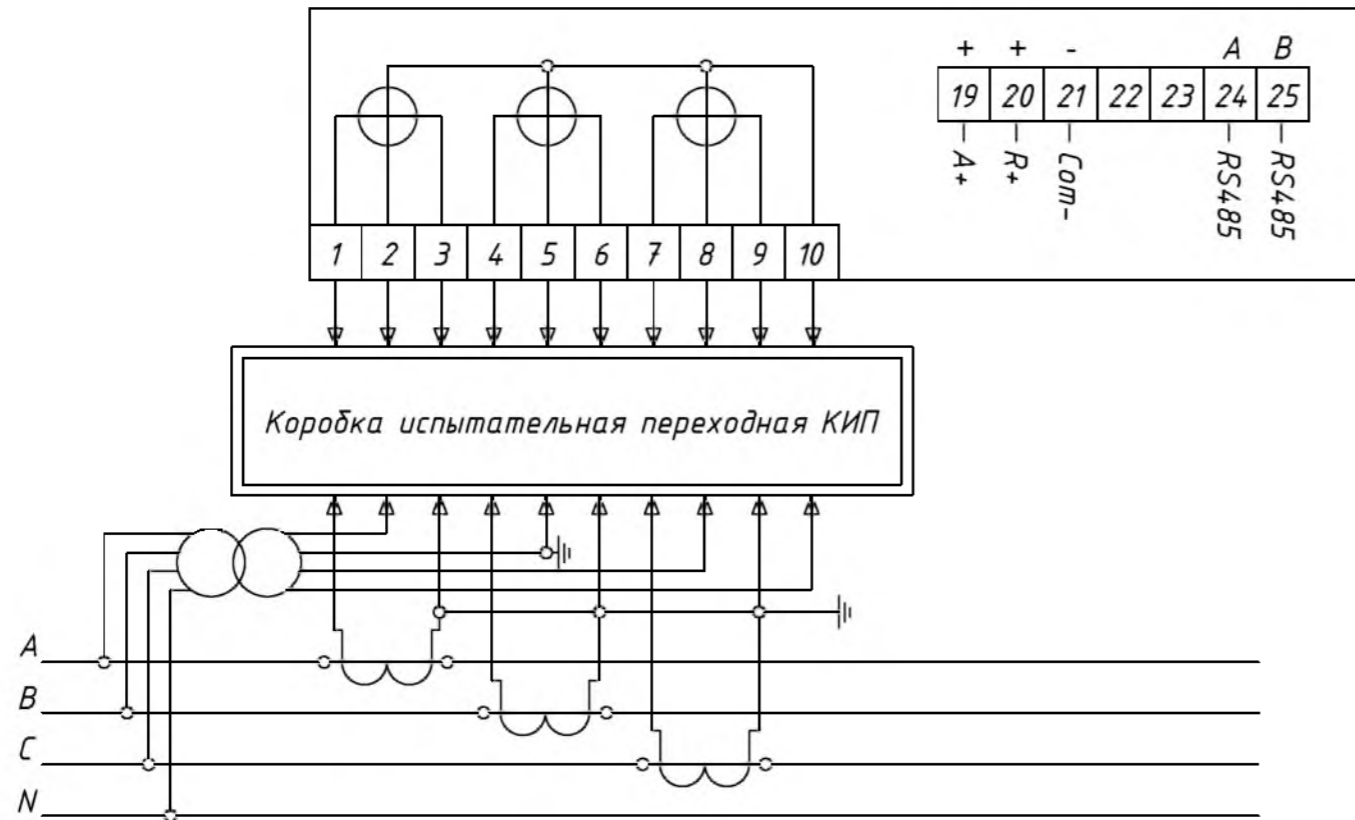 + + - A B
19 20 21 22 23 24 25
A+ R+ Com- RS485 RS485
1 2 3 4 5 6 7 8 9 10
Коробка испытательная переходная КИП
A
B
C
N